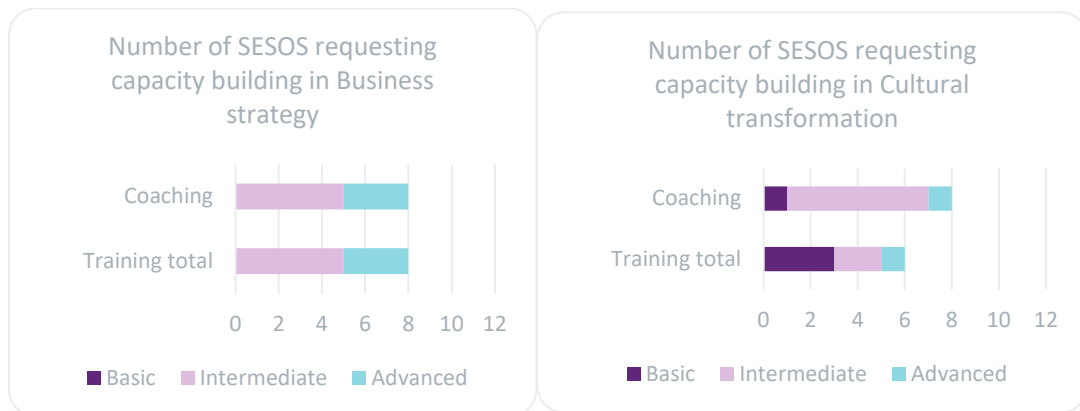 Number of SESOS requesting
capacity building in Business
strategy
Coaching
Training total
0 2 4 6 8 10 12
Basic Intermediate Advanced
Number of SESOS requesting
capacity building in Cultural
transformation
Coaching
Training total
0 2 4 6 8 10 12
Basic Intermediate Advanced